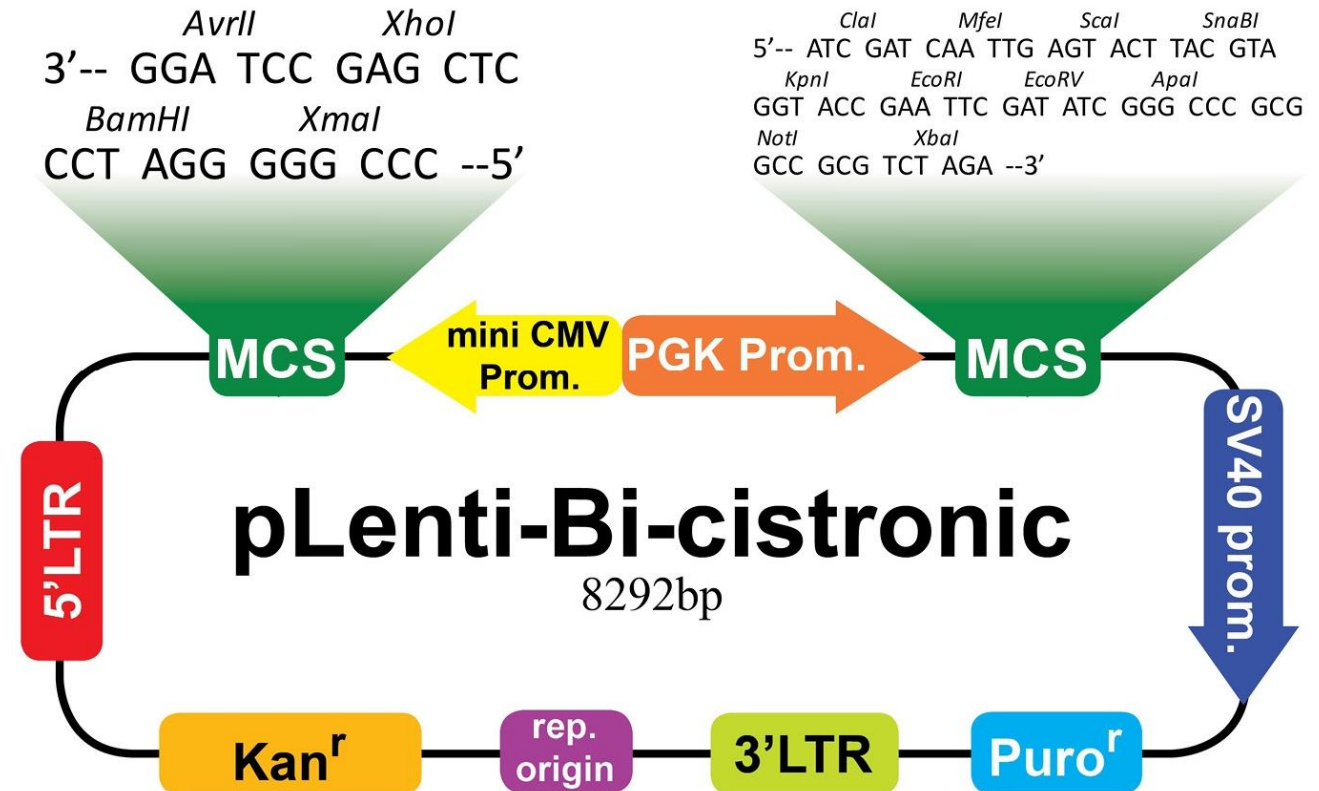 AvrII XhoI
3’-- GGA TCC GAG CTC
BamHI XmaI
CCT AGG GGG CCC --5’
ClaI MfeI ScaI SnaBI
5’-- ATC GAT CAA TTG AGT ACT TAC GTA
KpnI EcoRI EcoRV ApaI
GGT ACC GAA TTC GAT ATC GGG CCC GCG
NotI XbaI
GCC GCG TCT AGA --3’
MCS
mini CMV
Prom.
PGK Prom.
MCS
5’LTR
pLenti-Bi-cistronic
8292bp
SV40 prom.
Kanʳ
rep.
origin
3’LTR
Puroʳ